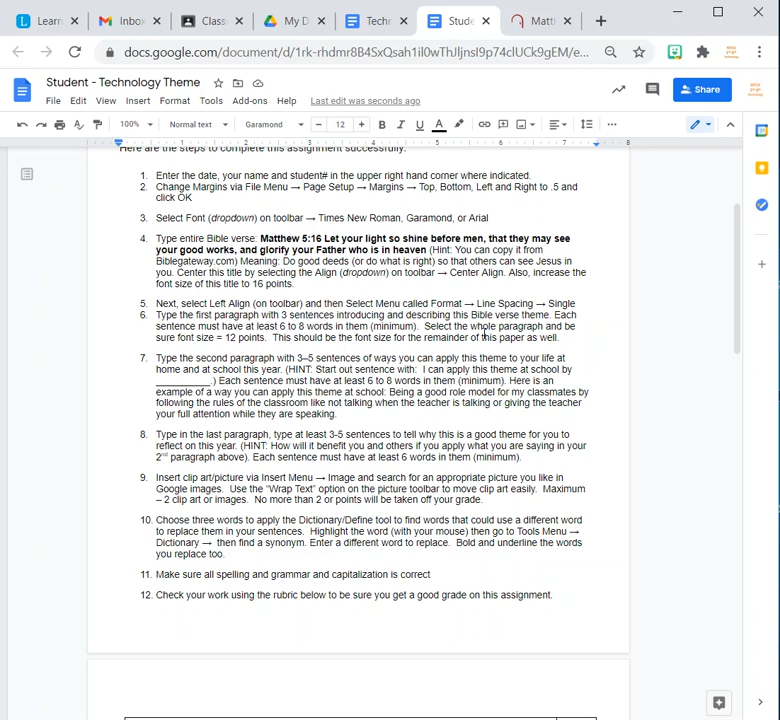 Learn
Inbox
Class
My D
Techn
Stude
Matth
docs.google.com/document/d/1rk-rhdmr8B4SxQsah1il0wThJljnsI9p74clUCk9gEM/e...
Student - Technology Theme
File Edit View Insert Format Tools Add-ons Help Last edit was seconds ago
Share
100% Normal text Garamond 12 B I U A
1 2 3 4 5 6 7 8
Here are the steps to complete this assignment successfully:
1. Enter the date, your name and student# in the upper right hand corner where indicated.
2. Change Margins via File Menu → Page Setup → Margins → Top, Bottom, Left and Right to .5 and
click OK
3. Select Font (dropdown) on toolbar → Times New Roman, Garamond, or Arial
4. Type entire Bible verse: Matthew 5:16 Let your light so shine before men, that they may see
your good works, and glorify your Father who is in heaven (Hint: You can copy it from
Biblegateway.com) Meaning: Do good deeds (or do what is right) so that others can see Jesus in
you. Center this title by selecting the Align (dropdown) on toolbar → Center Align. Also, increase the
font size of this title to 16 points.
5. Next, select Left Align (on toolbar) and then Select Menu called Format → Line Spacing → Single
6. Type the first paragraph with 3 sentences introducing and describing this Bible verse theme. Each
sentence must have at least 6 to 8 words in them (minimum). Select the whole paragraph and be
sure font size = 12 points. This should be the font size for the remainder of this paper as well.
7. Type the second paragraph with 3–5 sentences of ways you can apply this theme to your life at
home and at school this year. (HINT: Start out sentence with: I can apply this theme at school by
__________.) Each sentence must have at least 6 to 8 words in them (minimum). Here is an
example of a way you can apply this theme at school: Being a good role model for my classmates by
following the rules of the classroom like not talking when the teacher is talking or giving the teacher
your full attention while they are speaking.
8. Type in the last paragraph, type at least 3-5 sentences to tell why this is a good theme for you to
reflect on this year. (HINT: How will it benefit you and others if you apply what you are saying in your
2nd paragraph above). Each sentence must have at least 6 words in them (minimum).
9. Insert clip art/picture via Insert Menu → Image and search for an appropriate picture you like in
Google images. Use the “Wrap Text” option on the picture toolbar to move clip art easily. Maximum
– 2 clip art or images. No more than 2 or points will be taken off your grade.
10. Choose three words to apply the Dictionary/Define tool to find words that could use a different word
to replace them in your sentences. Highlight the word (with your mouse) then go to Tools Menu →
Dictionary → then find a synonym. Enter a different word to replace. Bold and underline the words
you replace too.
11. Make sure all spelling and grammar and capitalization is correct
12. Check your work using the rubric below to be sure you get a good grade on this assignment.